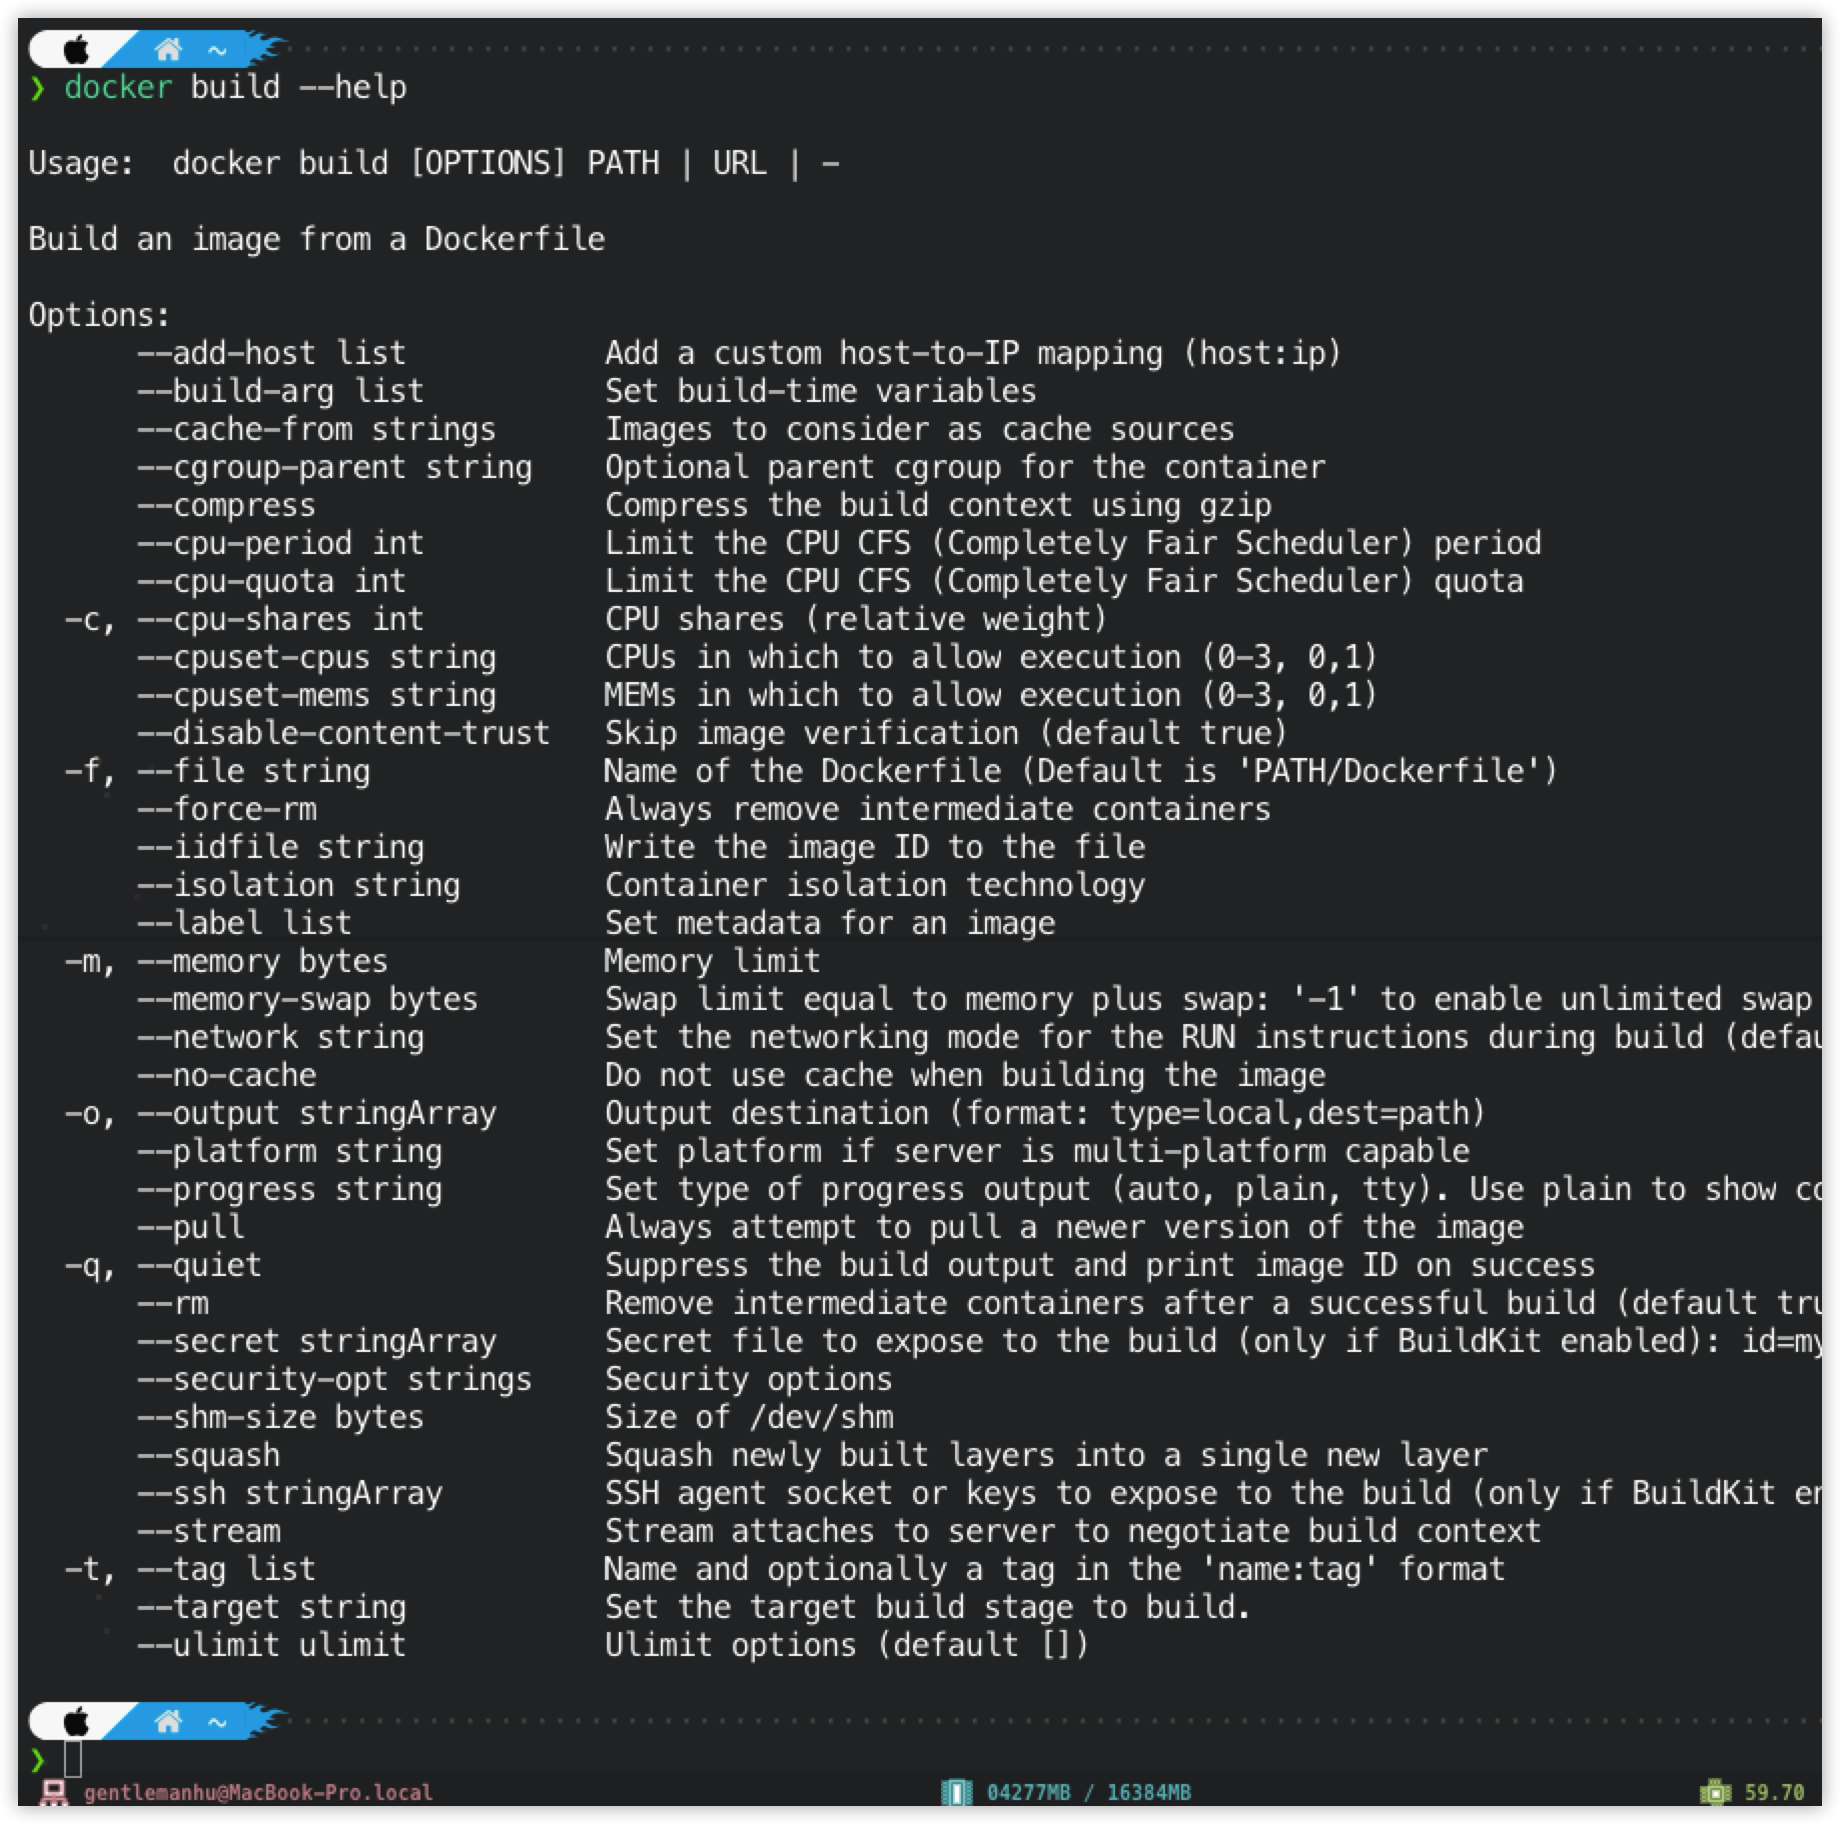 ~
❯ docker build --help
Usage:  docker build [OPTIONS] PATH | URL | -
Build an image from a Dockerfile
Options:
      --add-host list           Add a custom host-to-IP mapping (host:ip)
      --build-arg list          Set build-time variables
      --cache-from strings      Images to consider as cache sources
      --cgroup-parent string    Optional parent cgroup for the container
      --compress                Compress the build context using gzip
      --cpu-period int          Limit the CPU CFS (Completely Fair Scheduler) period
      --cpu-quota int           Limit the CPU CFS (Completely Fair Scheduler) quota
  -c, --cpu-shares int          CPU shares (relative weight)
      --cpuset-cpus string      CPUs in which to allow execution (0-3, 0,1)
      --cpuset-mems string      MEMs in which to allow execution (0-3, 0,1)
      --disable-content-trust   Skip image verification (default true)
  -f, --file string             Name of the Dockerfile (Default is 'PATH/Dockerfile')
      --force-rm                Always remove intermediate containers
      --iidfile string          Write the image ID to the file
      --isolation string        Container isolation technology
      --label list              Set metadata for an image
  -m, --memory bytes            Memory limit
      --memory-swap bytes       Swap limit equal to memory plus swap: '-1' to enable unlimited swap
      --network string          Set the networking mode for the RUN instructions during build (defau
      --no-cache                Do not use cache when building the image
  -o, --output stringArray      Output destination (format: type=local,dest=path)
      --platform string         Set platform if server is multi-platform capable
      --progress string         Set type of progress output (auto, plain, tty). Use plain to show co
      --pull                    Always attempt to pull a newer version of the image
  -q, --quiet                   Suppress the build output and print image ID on success
      --rm                      Remove intermediate containers after a successful build (default tru
      --secret stringArray      Secret file to expose to the build (only if BuildKit enabled): id=my
      --security-opt strings    Security options
      --shm-size bytes          Size of /dev/shm
      --squash                  Squash newly built layers into a single new layer
      --ssh stringArray         SSH agent socket or keys to expose to the build (only if BuildKit en
      --stream                  Stream attaches to server to negotiate build context
  -t, --tag list                Name and optionally a tag in the 'name:tag' format
      --target string           Set the target build stage to build.
      --ulimit ulimit           Ulimit options (default [])
~
❯
gentlemanhu@MacBook-Pro.local 04277MB / 16384MB 59.70